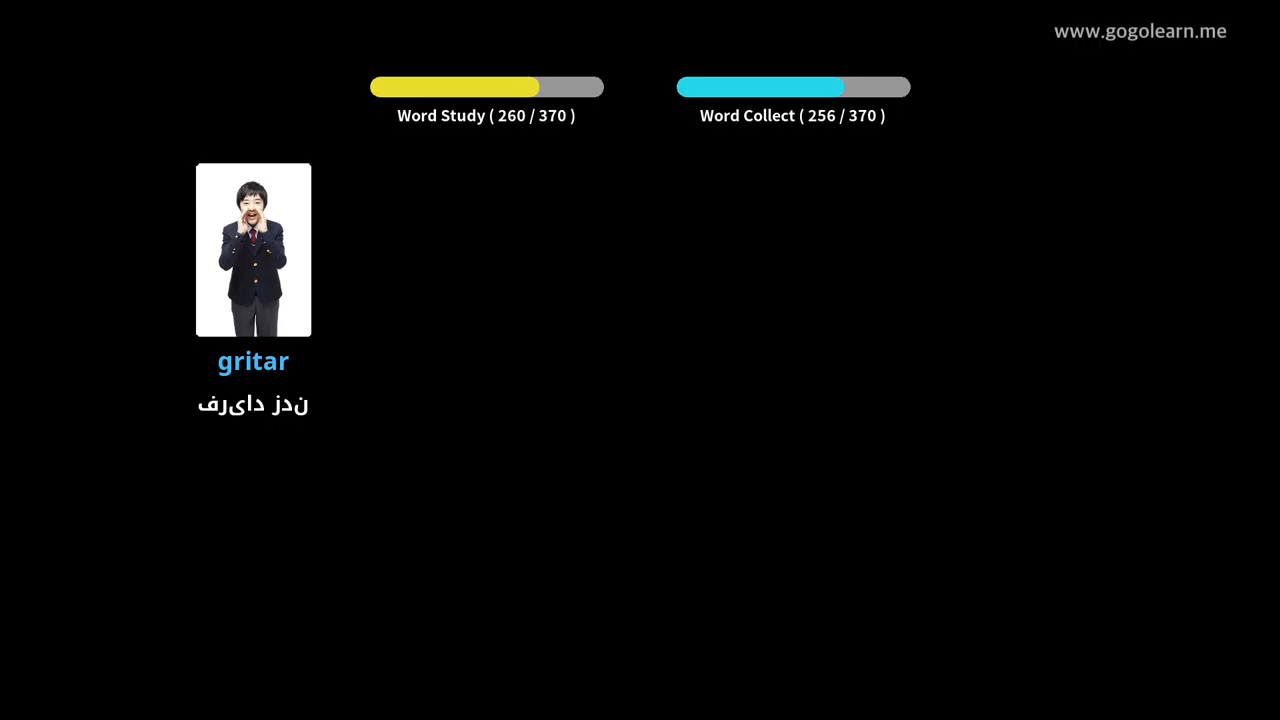 www.gogolearn.me
Word Study ( 260 / 370 )
Word Collect ( 256 / 370 )
gritar
فریاد زدن